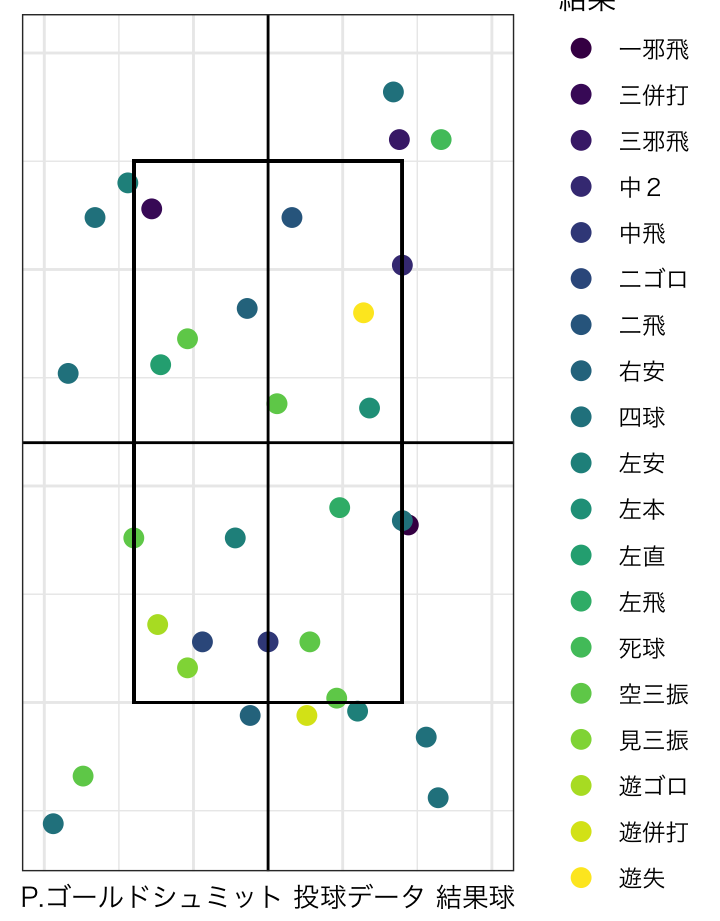 結果
一邪飛
三併打
三邪飛
中２
中飛
二ゴロ
二飛
右安
四球
左安
左本
左直
左飛
死球
空三振
見三振
遊ゴロ
遊併打
遊失
P.ゴールドシュミット 投球データ 結果球